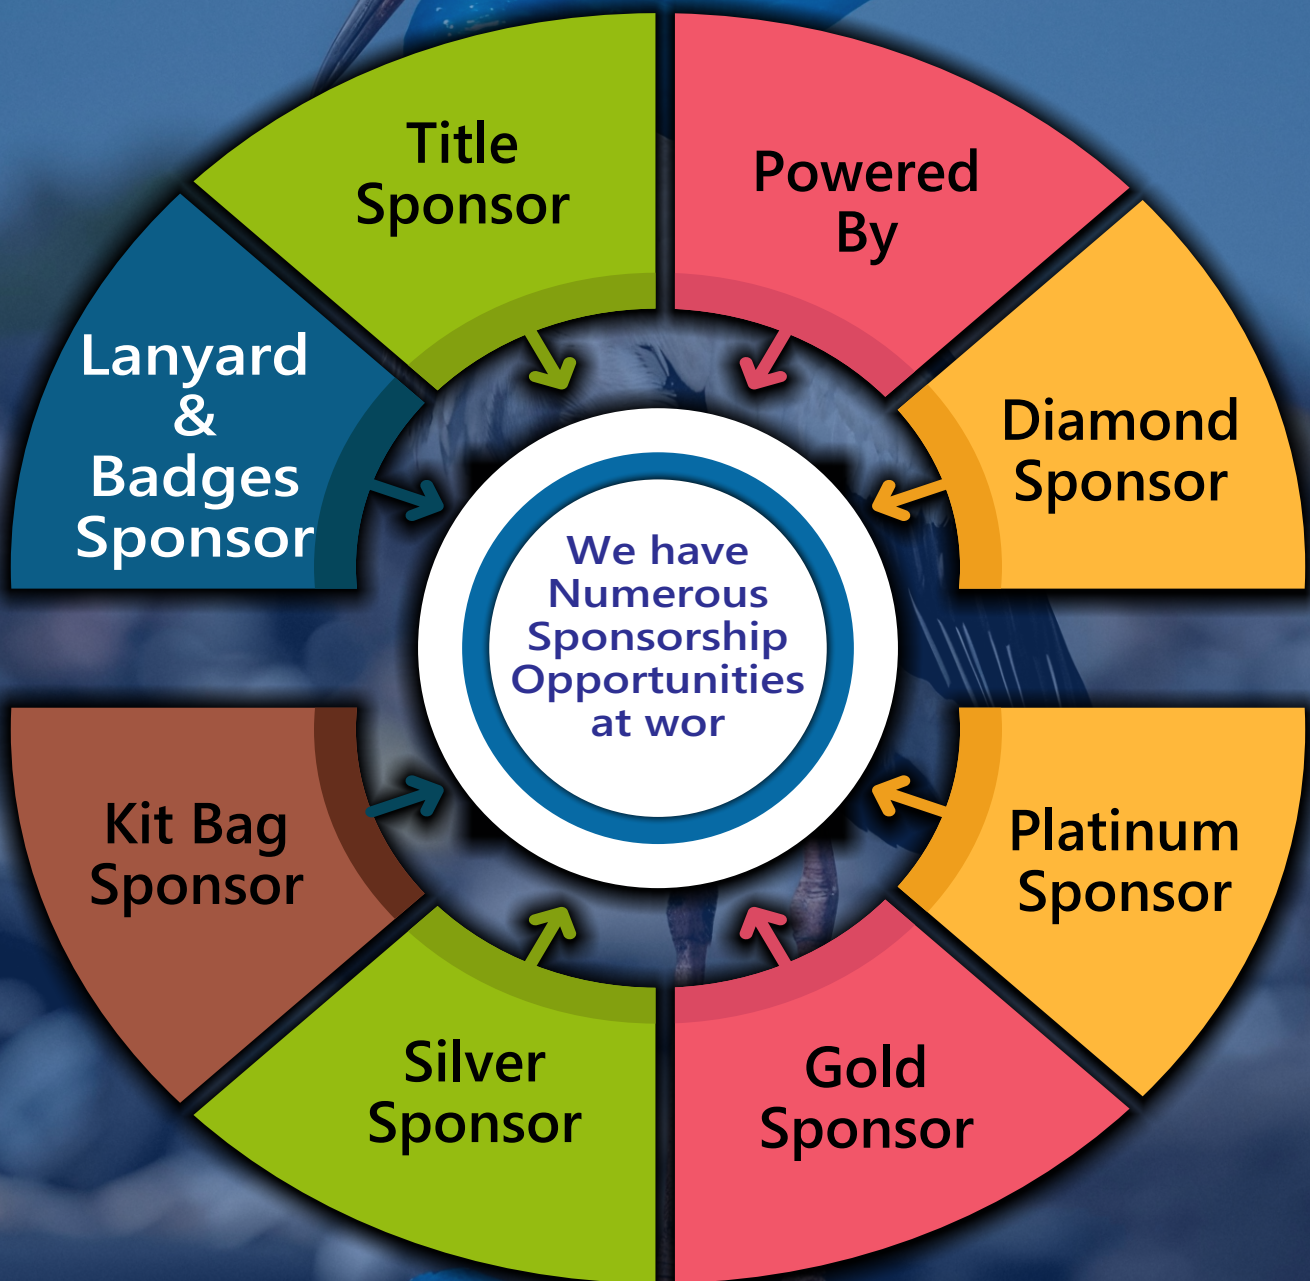 Title
Sponsor
Powered
By
Lanyard
&
Badges
Sponsor
Diamond
Sponsor
We have
Numerous
Sponsorship
Opportunities
at wor
Kit Bag
Sponsor
Platinum
Sponsor
Silver
Sponsor
Gold
Sponsor